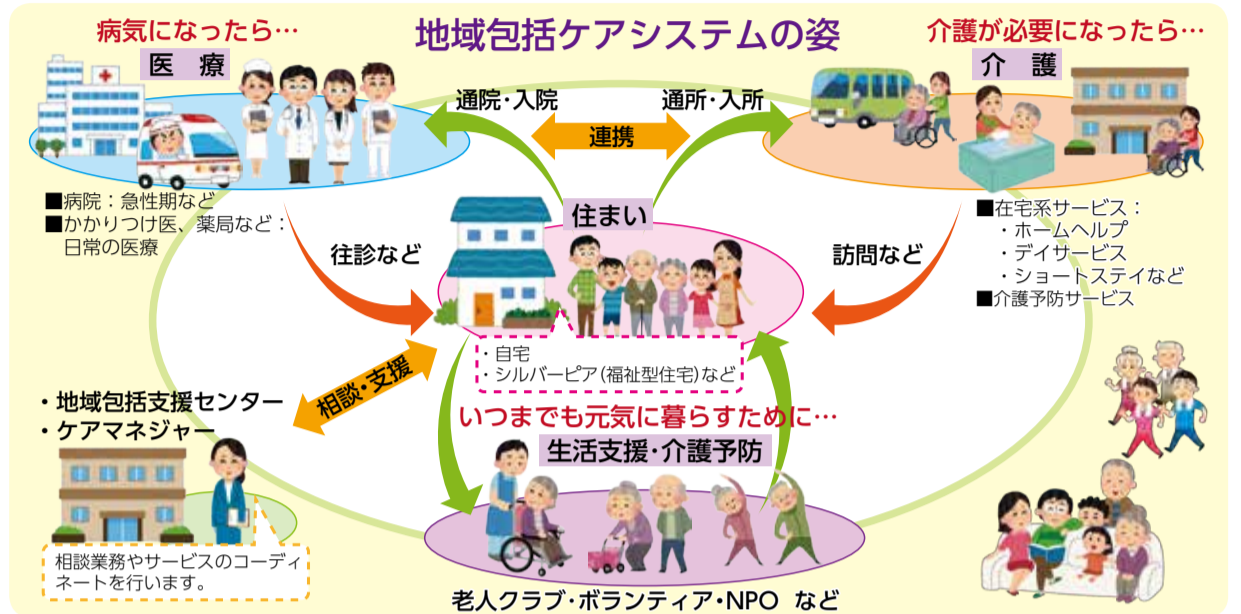 地域包括ケアシステムの姿
病気になったら…
医　療
介護が必要になったら…
介　護
通院・入院
通所・入所
連携
■病院：急性期など
■かかりつけ医、薬局など：
日常の医療
住まい
■在宅系サービス：
・ホームヘルプ
・デイサービス
・ショートステイなど
■介護予防サービス
往診など
訪問など
・自宅
・シルバーピア（福祉型住宅）など
相談・支援
・地域包括支援センター
・ケアマネジャー
いつまでも元気に暮らすために…
生活支援・介護予防
相談業務やサービスのコーディ
ネートを行います。
老人クラブ・ボランティア・NPO など